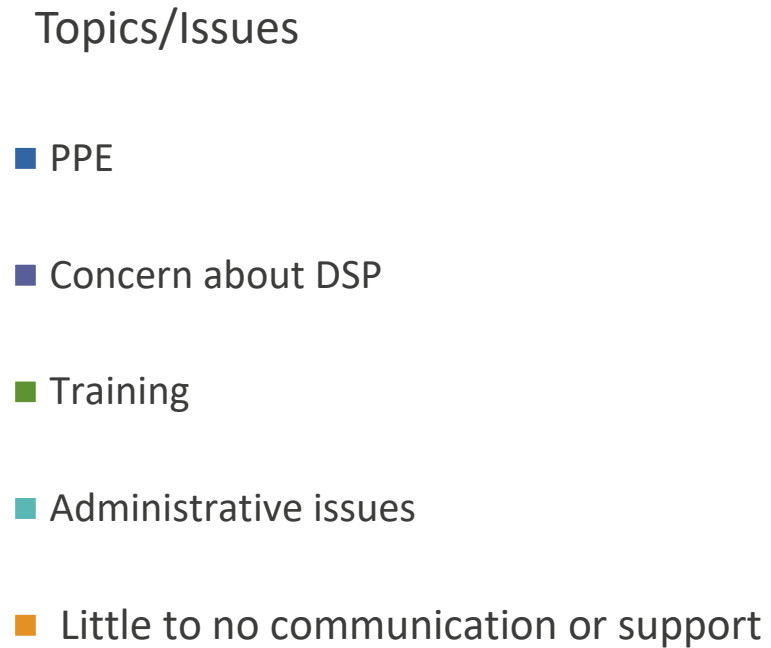 Topics/Issues
PPE
Concern about DSP
Training
Administrative issues
Little to no communication or support